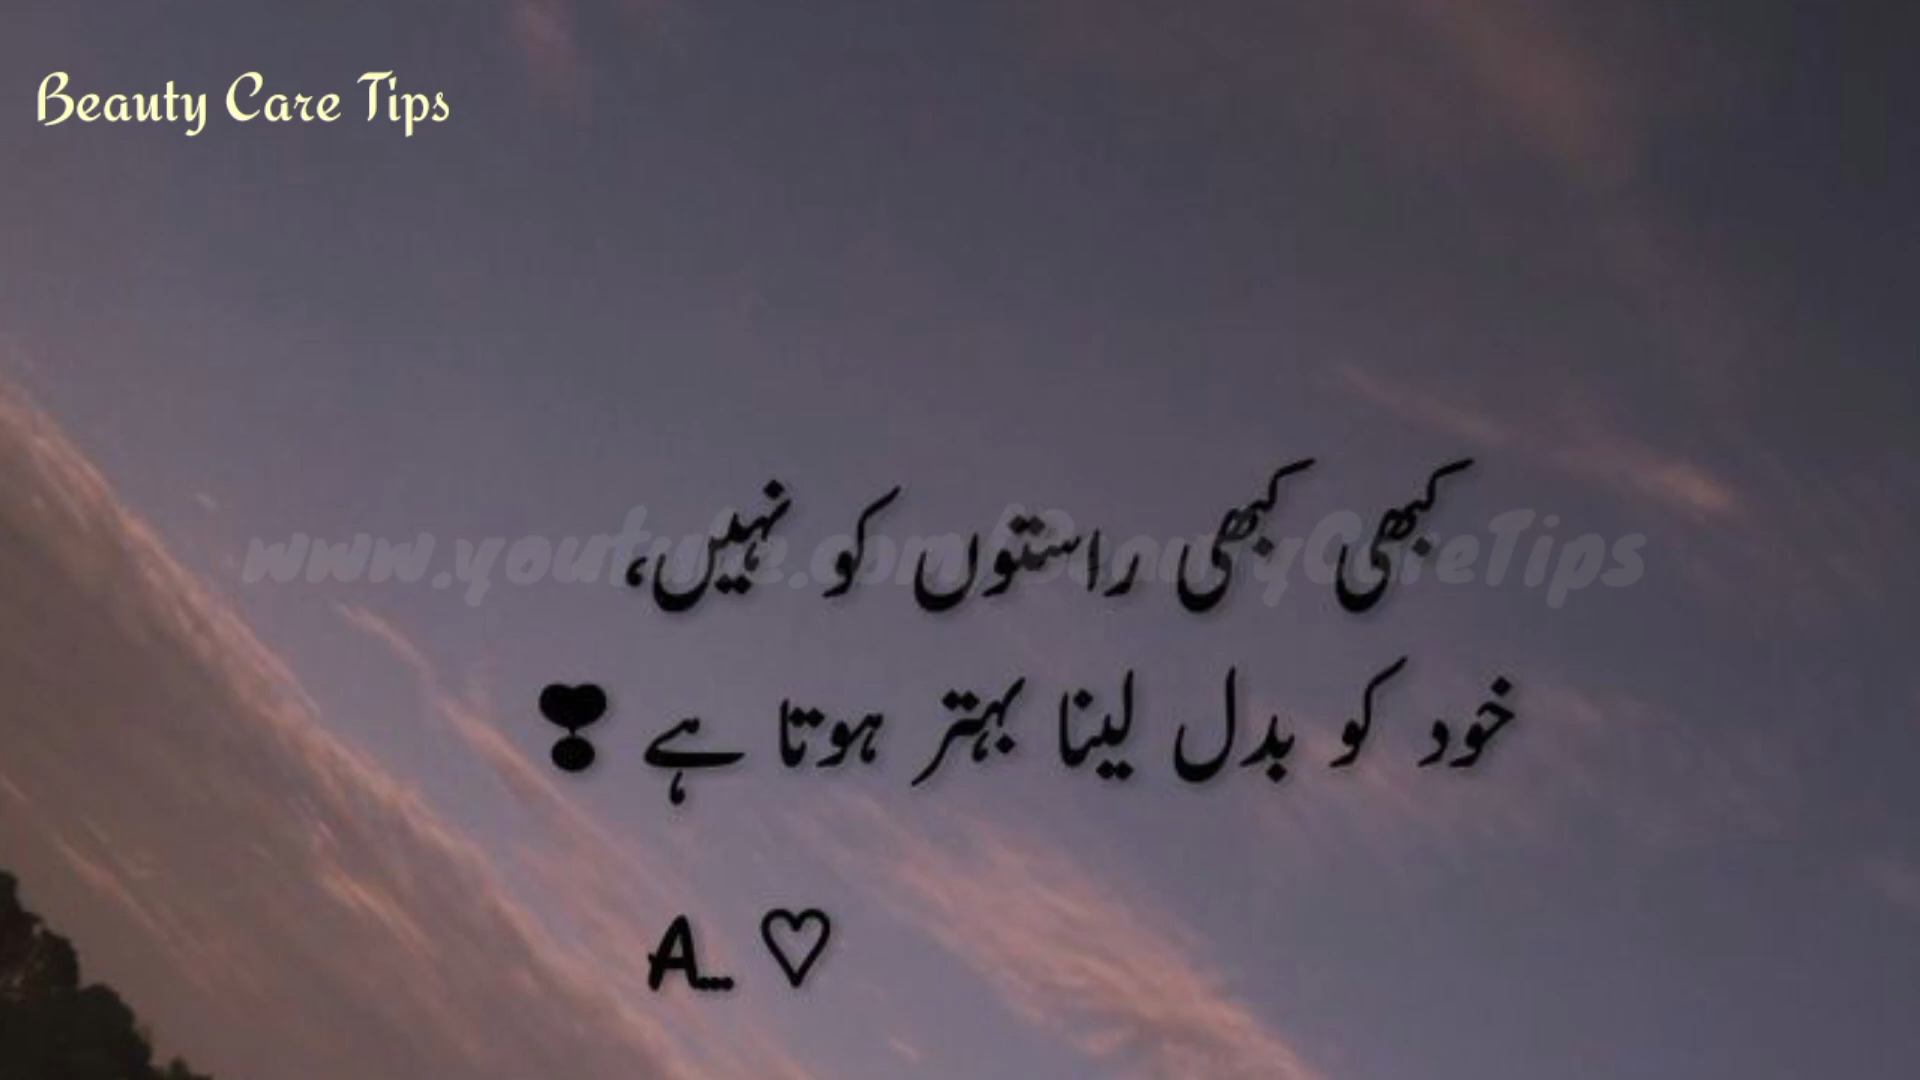 Beauty Care Tips
کبھی کبھی راستوں کو نہیں،
www.youtube.com/BeautyCareTips
خود کو بدل لینا بہتر ہوتا ہے ❣
A... ♡